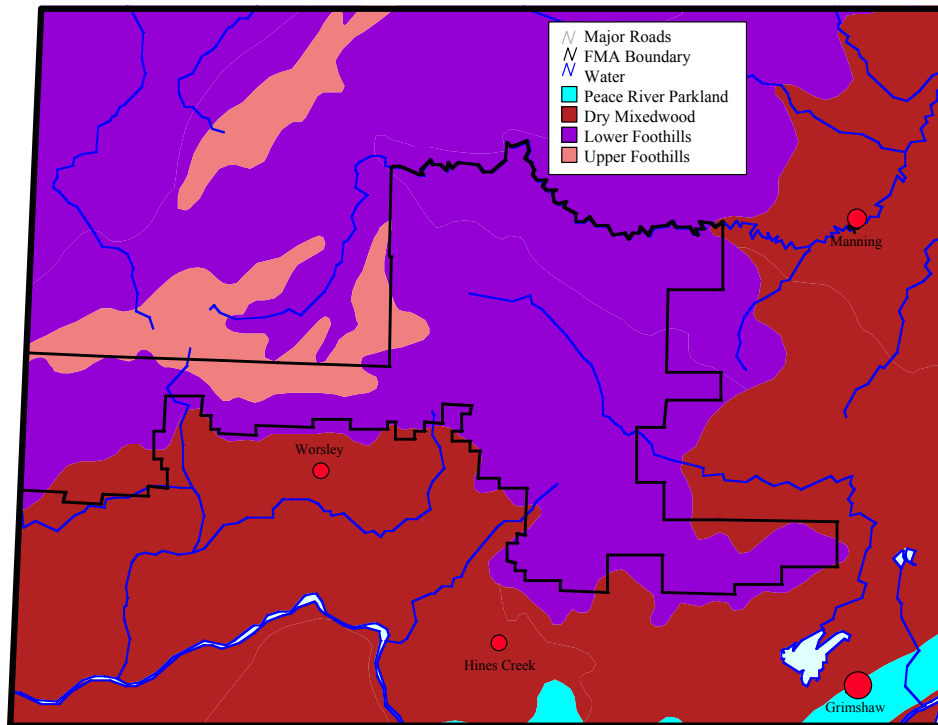 Major Roads
FMA Boundary
Water
Peace River Parkland
Dry Mixedwood
Lower Foothills
Upper Foothills
Manning
Worsley
Hines Creek
Grimshaw